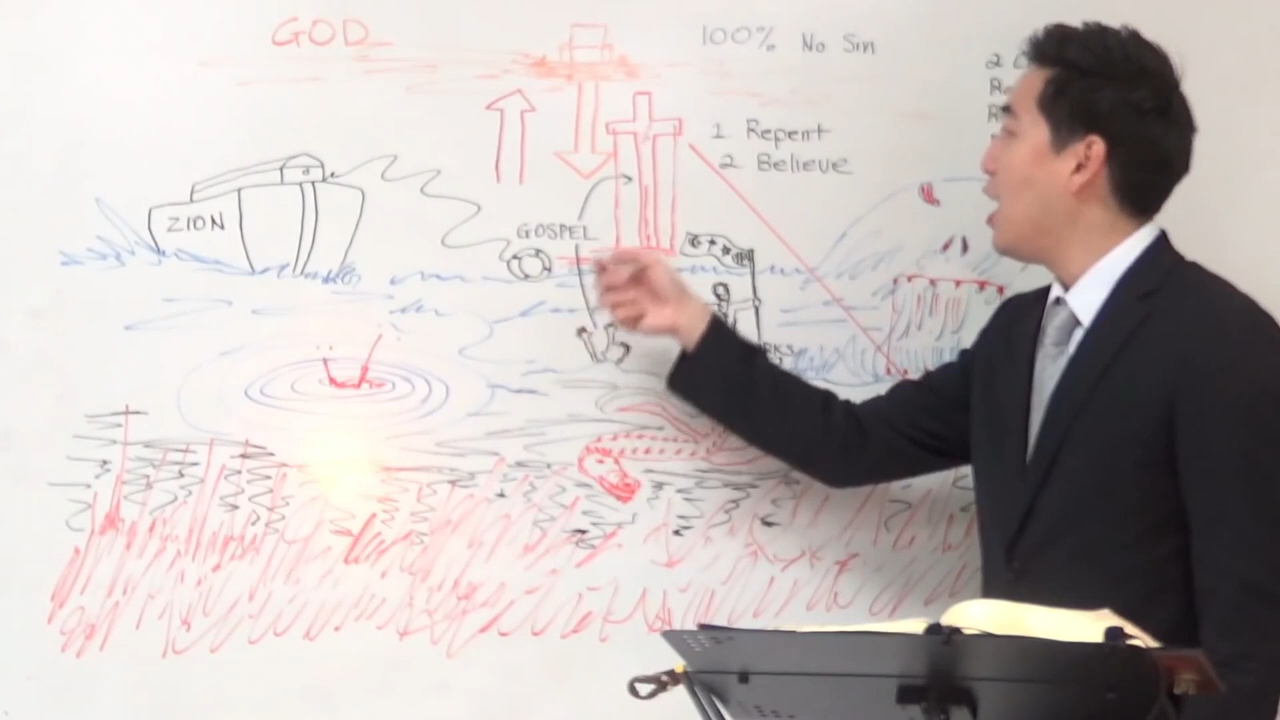 GOD
100% No Sin
1 Repent
2 Believe
ZION
GOSPEL